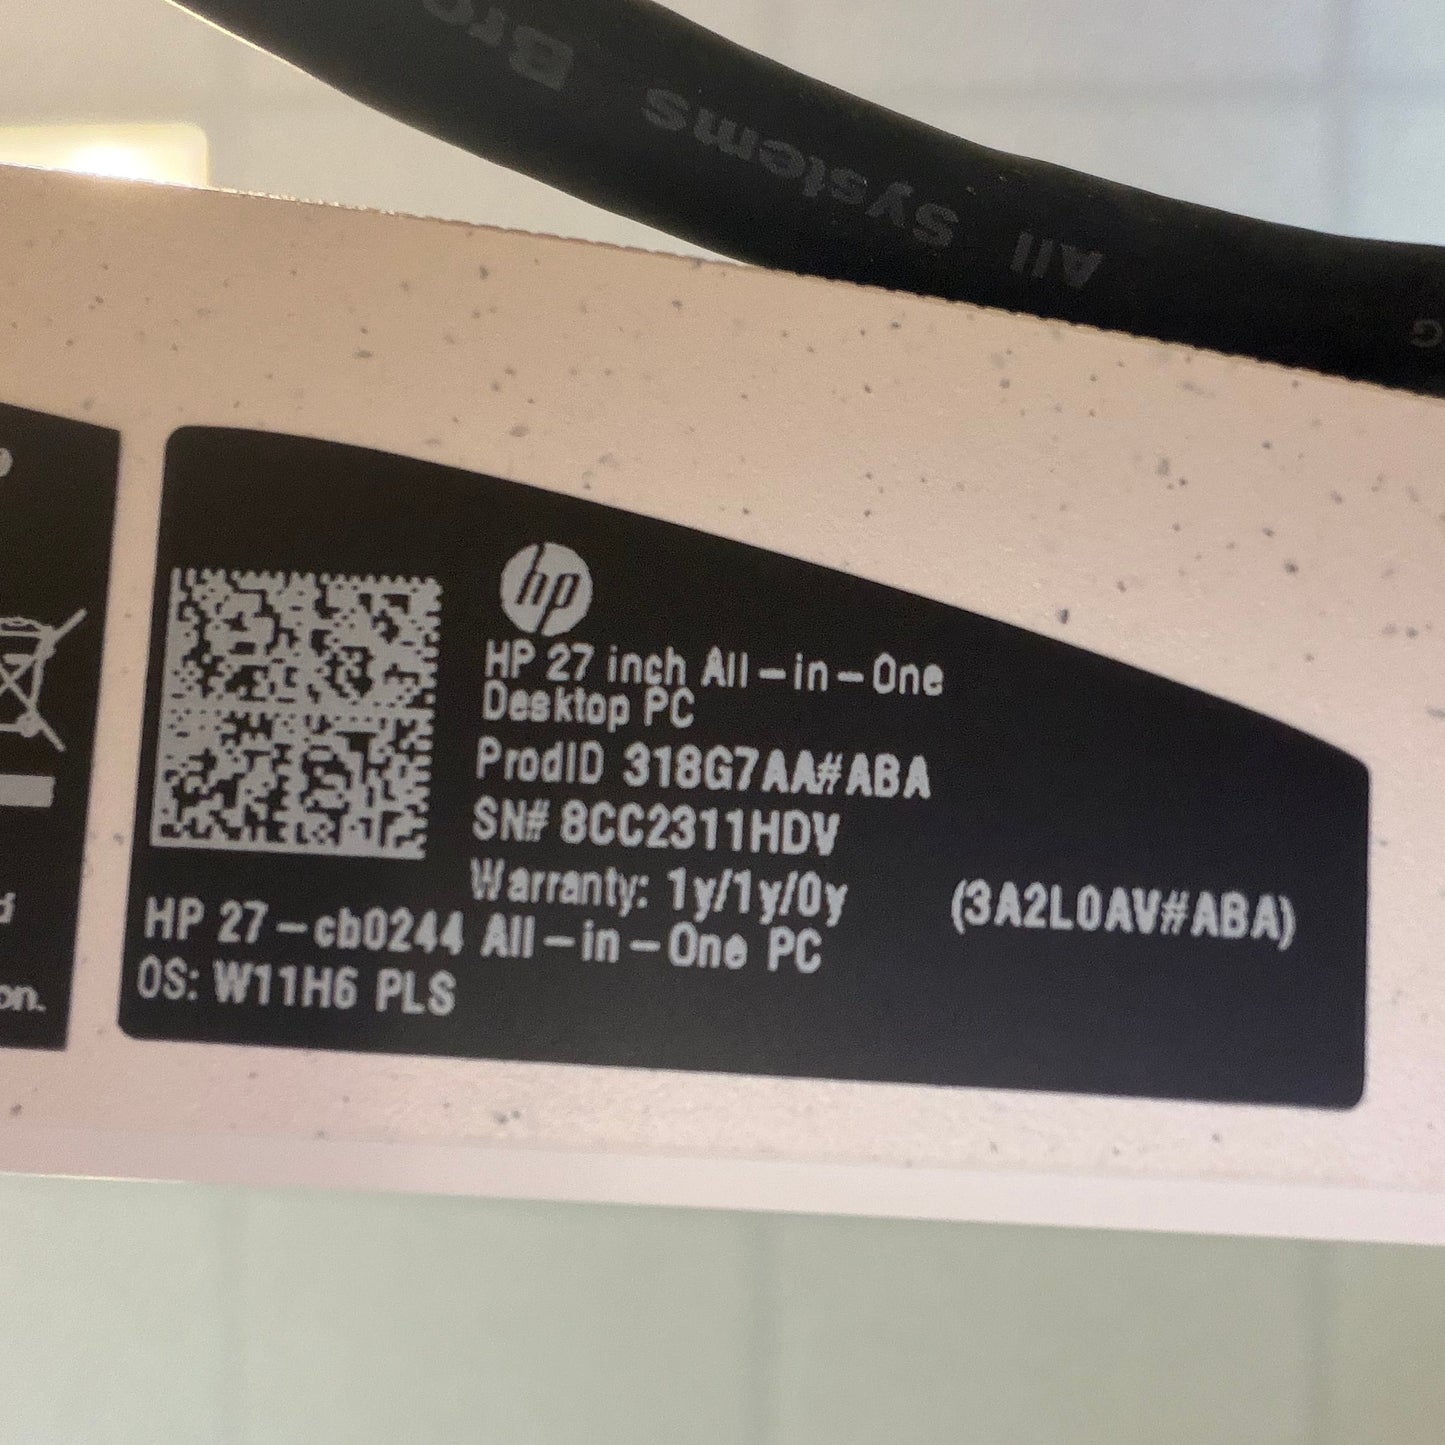 All Systems
G
hp
HP 27 inch All-in-One
Desktop PC
ProdID 318G7AA#ABA
SN# 8CC2311HDV
Warranty: 1y/1y/0y (3A2L0AV#ABA)
HP 27-cb0244 All-in-One PC
OS: W11H6 PLS
on.